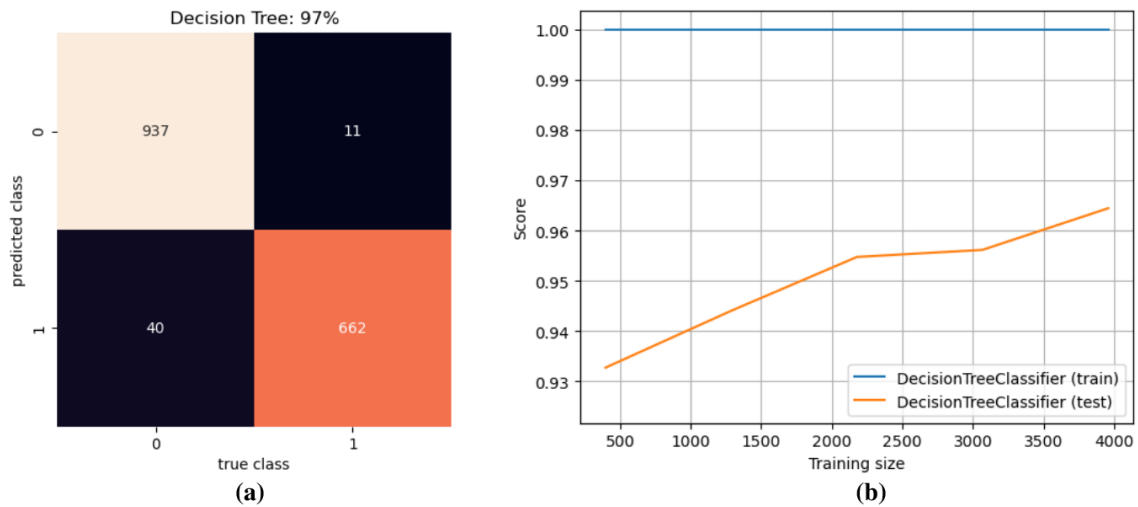 Decision Tree: 97%
predicted class
0
1
937
11
40
662
0
1
true class
(a)
Score
1.00
0.99
0.98
0.97
0.96
0.95
0.94
0.93
DecisionTreeClassifier (train)
DecisionTreeClassifier (test)
500
1000
1500
2000
2500
3000
3500
4000
Training size
(b)